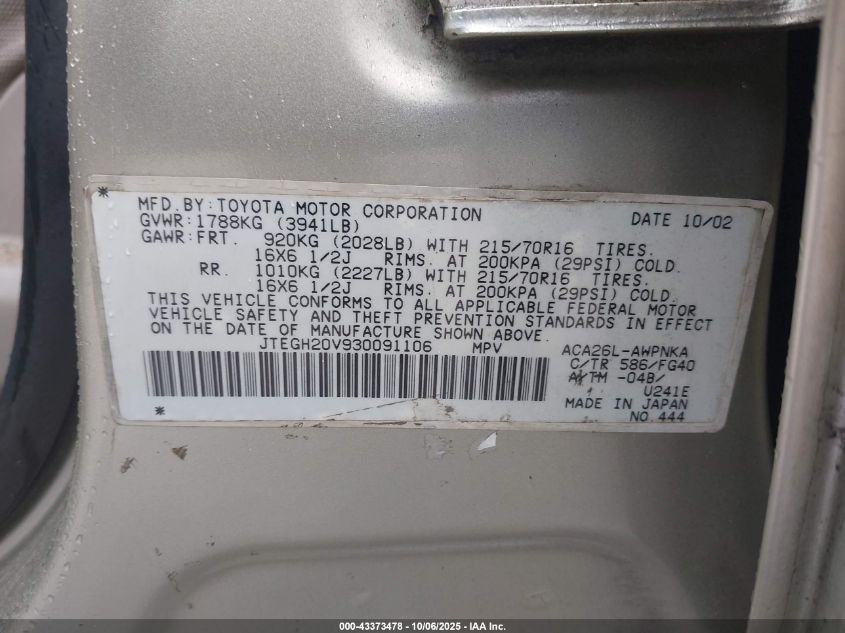 MFD.BY:TOYOTA MOTOR CORPORATION DATE 10/02
GVWR:1788KG (3941LB)
GAWR:FRT. 920KG (2028LB) WITH 215/70R16 TIRES.
16X6 1/2J RIMS. AT 200KPA (29PSI) COLD.
RR. 1010KG (2227LB) WITH 215/70R16 TIRES.
16X6 1/2J RIMS. AT 200KPA (29PSI) COLD.
THIS VEHICLE CONFORMS TO ALL APPLICABLE FEDERAL MOTOR
VEHICLE SAFETY AND THEFT PREVENTION STANDARDS IN EFFECT
ON THE DATE OF MANUFACTURE SHOWN ABOVE.
JTEGH20V930091106 MPV ACA26L-AWPNKA
C/TR 586/FG40
A/TM -04B/
U241E
MADE IN JAPAN
NO.444
000-43373478 - 10/06/2025 - IAA Inc.